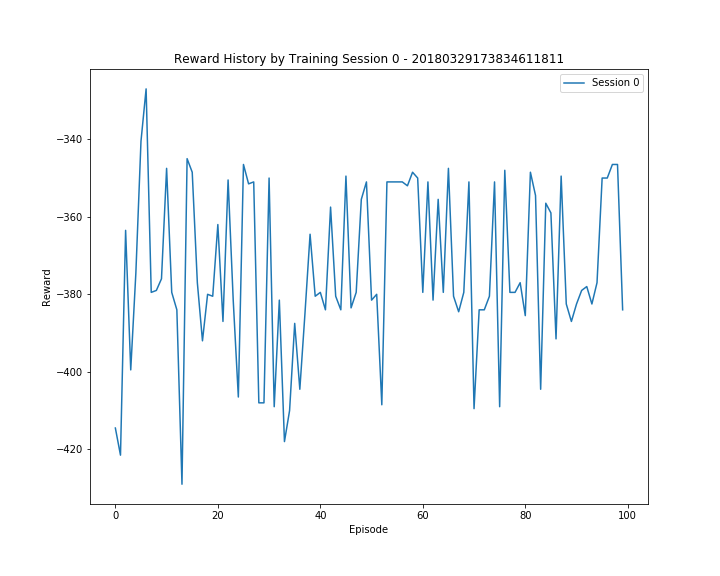 Reward History by Training Session 0 - 20180329173834611811
Session 0
−340
−360
−380
−400
−420
Reward
0
20
40
60
80
100
Episode